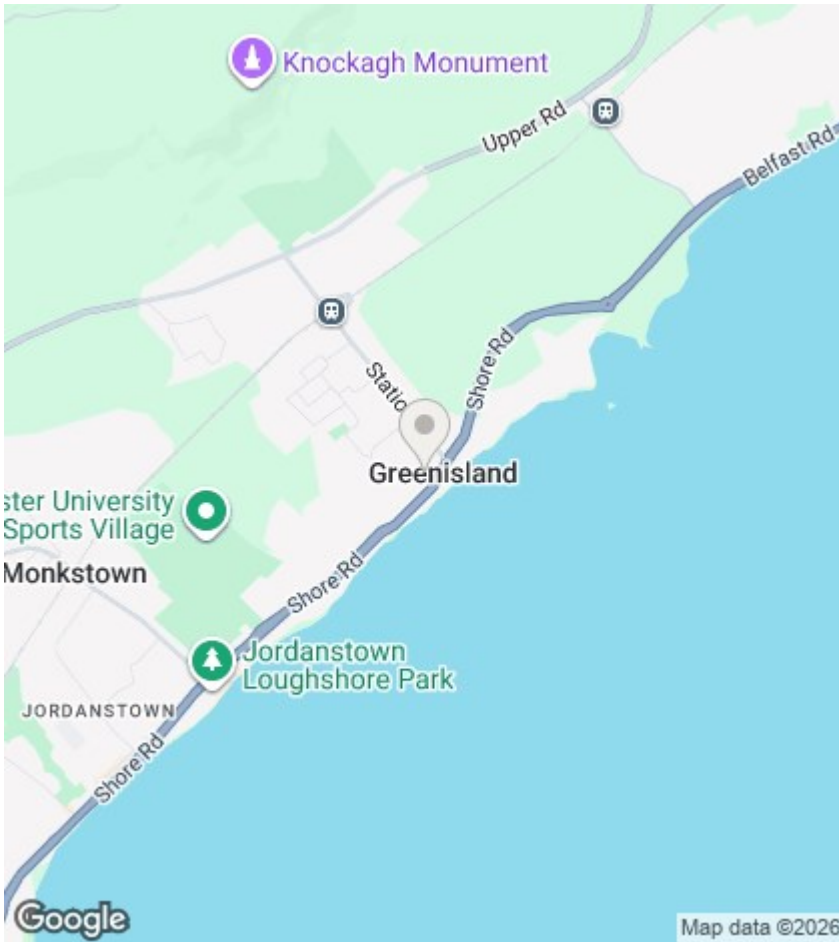 Knockagh Monument
Upper Rd
Belfast Rd
Shore Rd
Statio
Greenisland
ster University
Sports Village
Monkstown
Shore Rd
Jordanstown
Loughshore Park
JORDANSTOWN
Shore Rd
Google
Map data ©2026